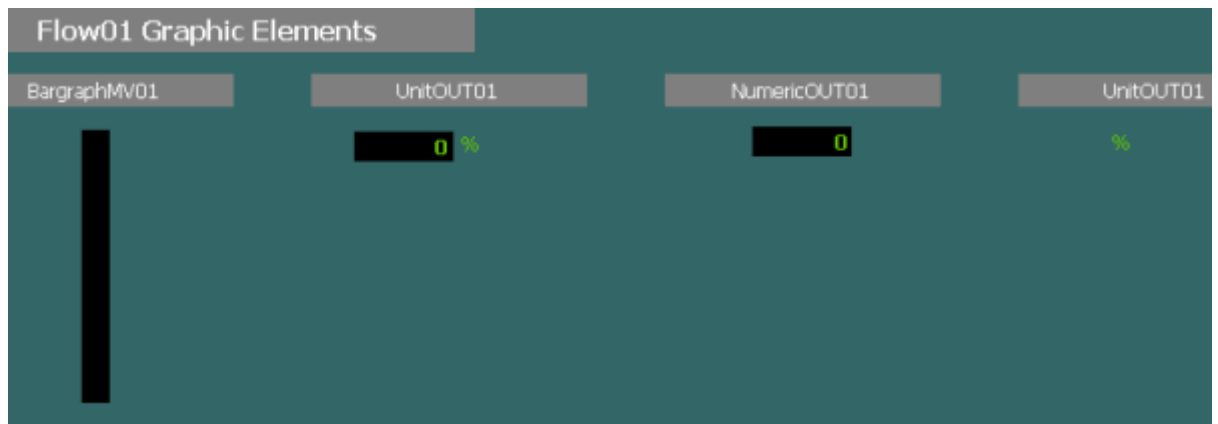 Flow01 Graphic Elements
BargraphMV01 UnitOUT01 NumericOUT01 UnitOUT01
0 % 0 %